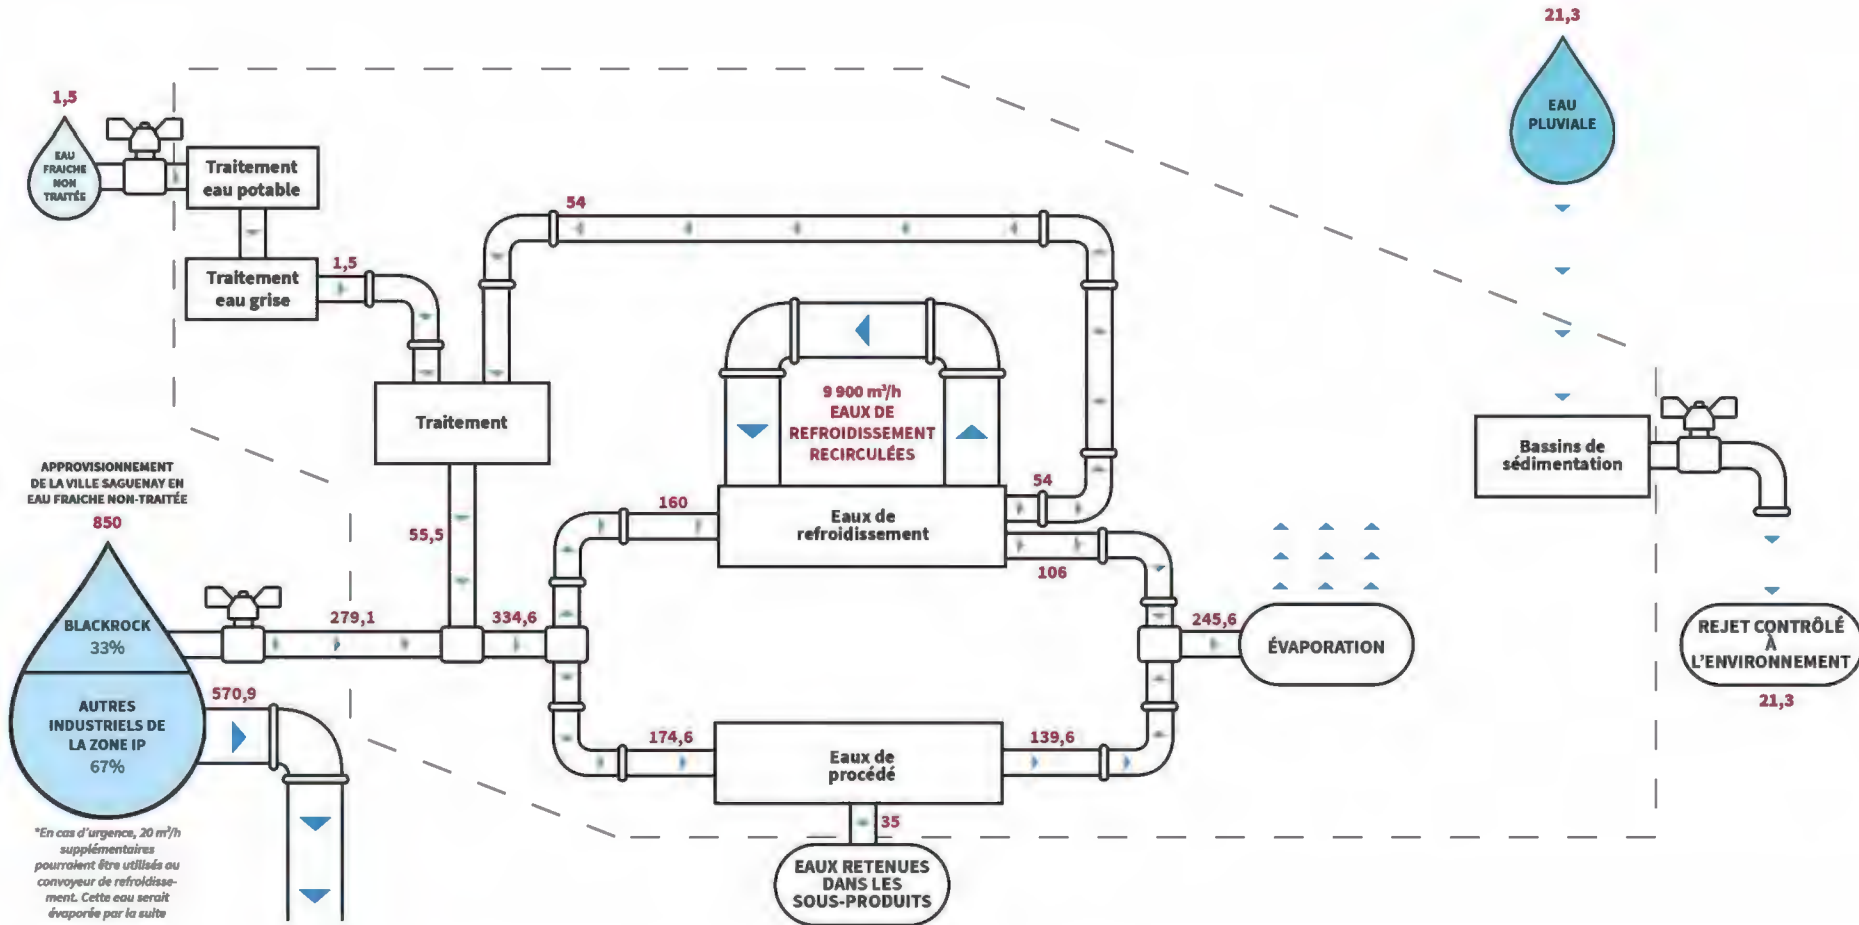 21,3
EAU
PLUVIALE
1,5
EAU
FRAICHE
NON
TRAITÉE
Traitement
eau potable
Traitement
eau grise
1,5
54
Traitement
9 900 m³/h
EAUX DE
REFROIDISSEMENT
RECIRCULÉES
Bassins de
sédimentation
APPROVISIONNEMENT
DE LA VILLE SAGUENAY EN
EAU FRAICHE NON-TRAITÉE
850
55,5
160
Eaux de
refroidissement
54
106
BLACKROCK
33%
279,1
334,6
245,6
ÉVAPORATION
REJET CONTRÔLÉ
À
L'ENVIRONNEMENT
21,3
AUTRES
INDUSTRIELS DE
LA ZONE IP
67%
570,9
174,6
Eaux de
procédé
139,6
35
EAUX RETENUES
DANS LES
SOUS-PRODUITS
*En cas d'urgence, 20 m³/h
supplémentaires
pourraient être utilisés au
convoyeur de refroidisse-
ment. Cette eau serait
évaporée par la suite